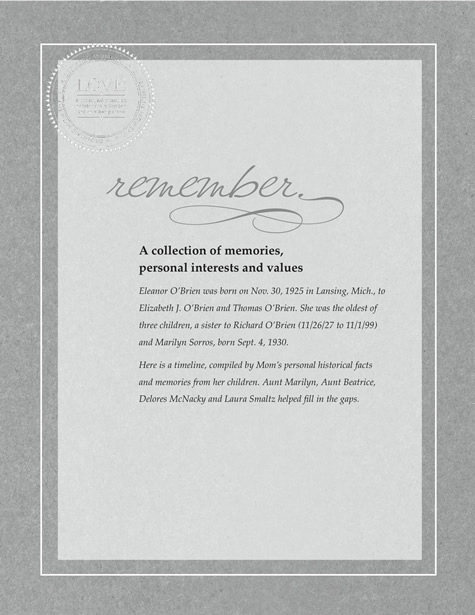 LOVE
remember.
A collection of memories,
personal interests and values
Eleanor O'Brien was born on Nov. 30, 1925 in Lansing, Mich., to
Elizabeth J. O'Brien and Thomas O'Brien. She was the oldest of
three children, a sister to Richard O'Brien (11/26/27 to 11/1/99)
and Marilyn Sorros, born Sept. 4, 1930.
Here is a timeline, compiled by Mom's personal historical facts
and memories from her children. Aunt Marilyn, Aunt Beatrice,
Delores McNacky and Laura Smaltz helped fill in the gaps.